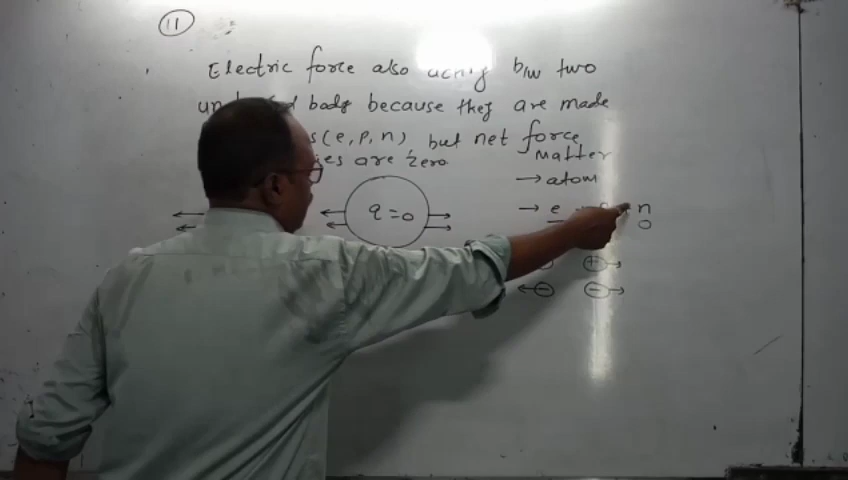 11
Electric force also acting b/w two
body because they are made
(e, p, n) but net force
are zero
matter
→ atom
q = 0
→ e n
0
+
- -